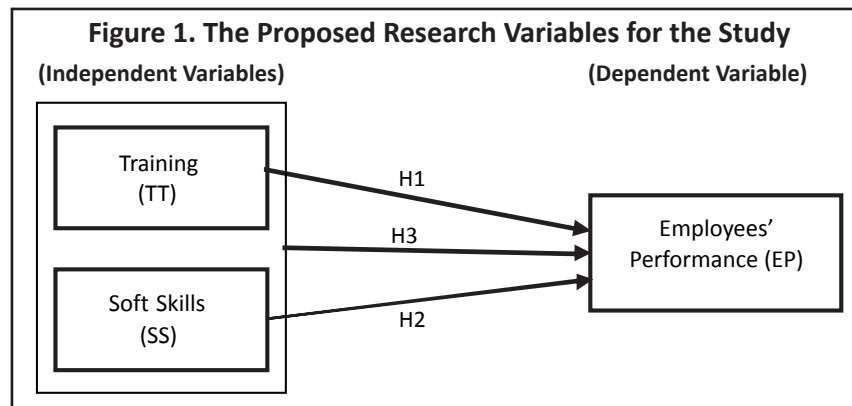 Figure 1. The Proposed Research Variables for the Study
(Independent Variables)
(Dependent Variable)
Training
(TT)
H1
Employees’
Performance (EP)
H3
Soft Skills
(SS)
H2